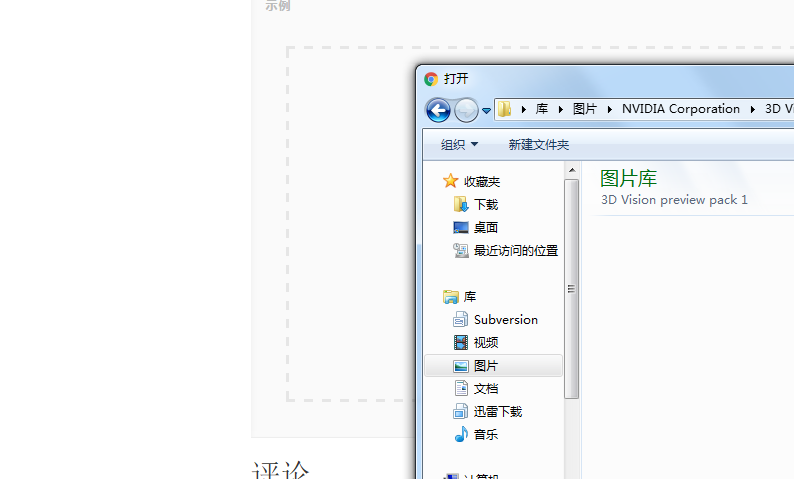 示例
打开
库 图片 NVIDIA Corporation 3D Vi
组织 新建文件夹
收藏夹
下载
桌面
最近访问的位置
库
Subversion
视频
图片
文档
迅雷下载
音乐
计算机
图片库
3D Vision preview pack 1
评论